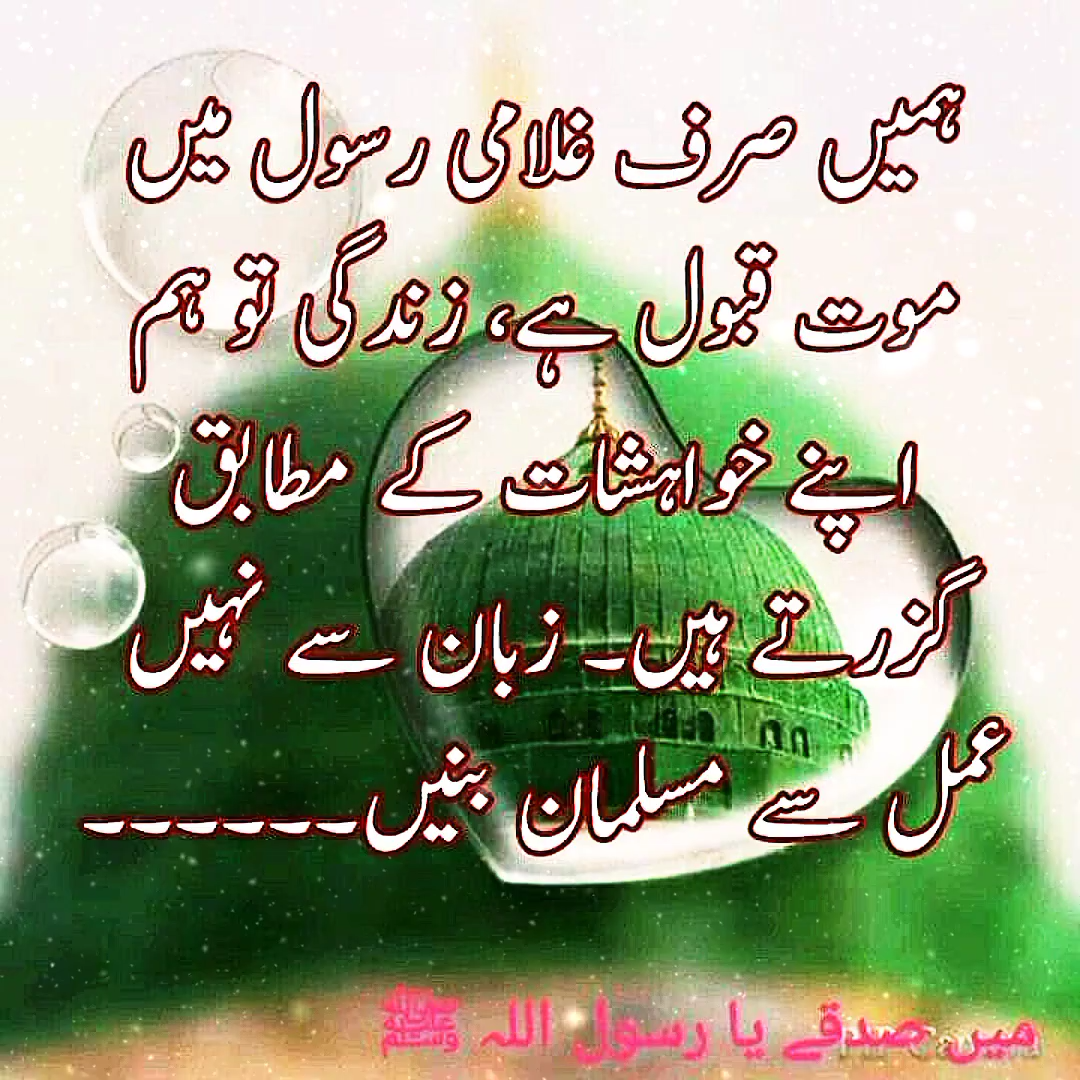 ہمیں صرف غلامی رسول میں
موت قبول ہے، زندگی تو ہم
اپنے خواہشات کے مطابق
گزرتے ہیں۔ زبان سے نہیں
عمل سے مسلمان بنیں۔۔۔۔۔۔
میں صدقے یا رسول اللہ ﷺ